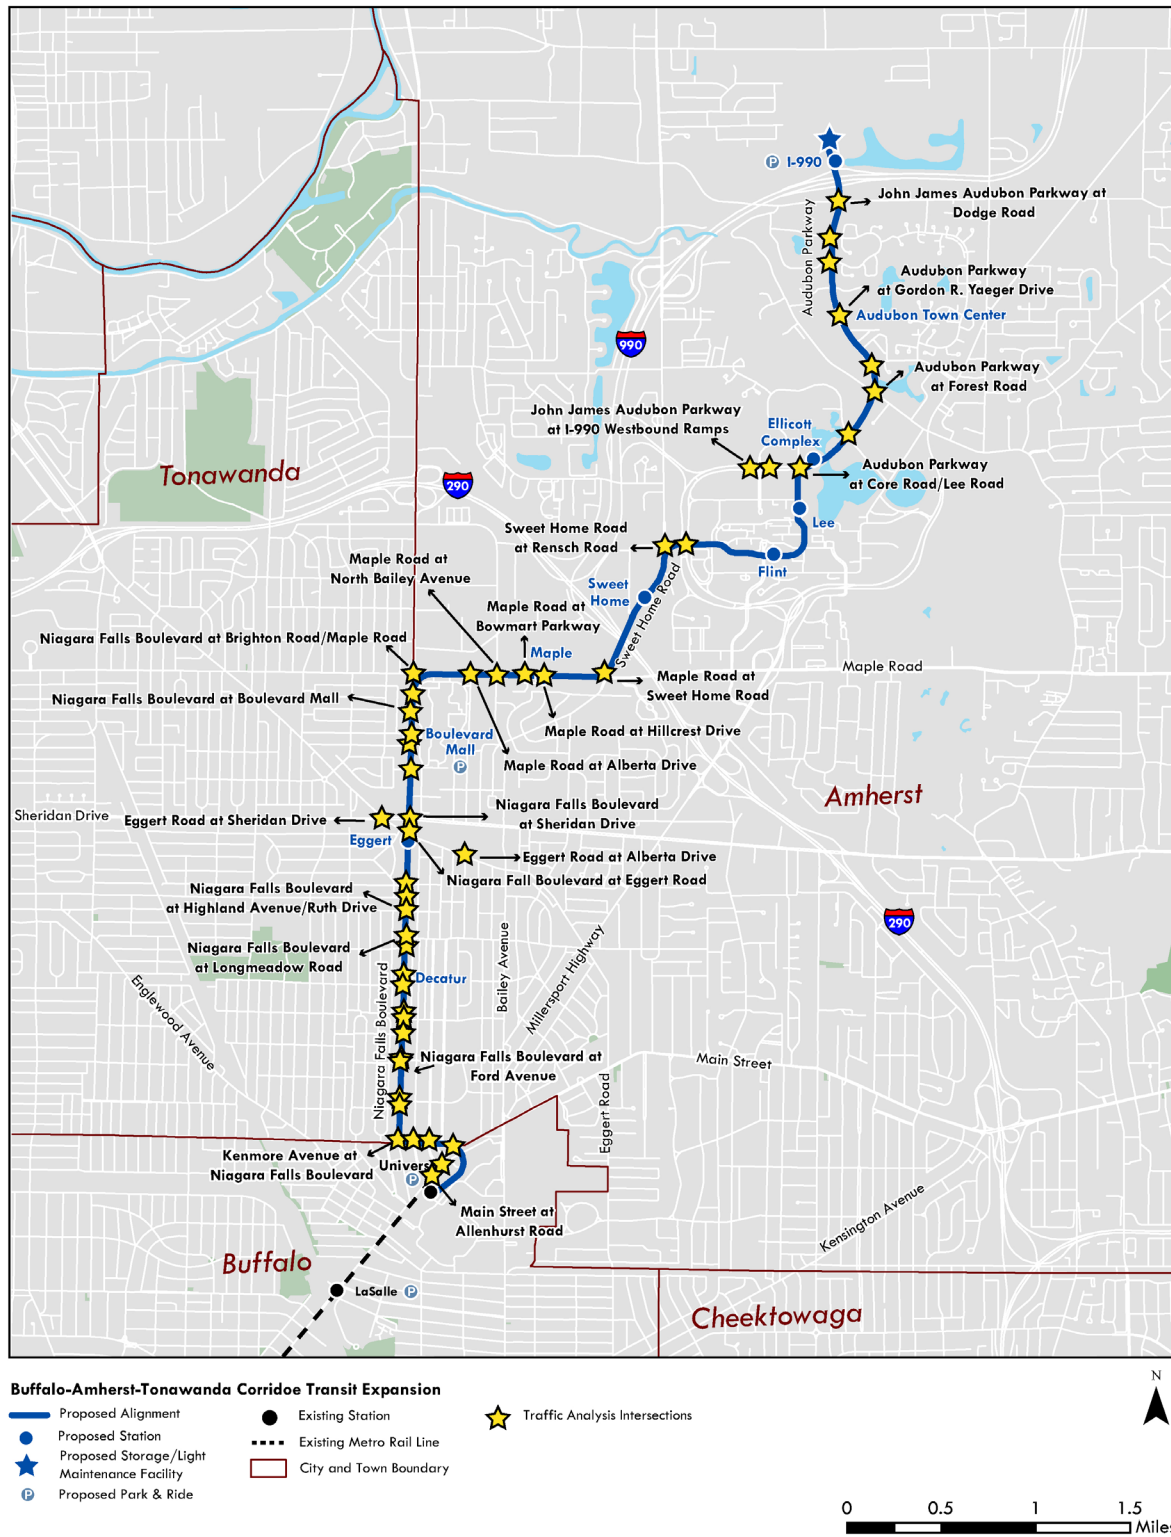 P I-990
John James Audubon Parkway at
Dodge Road
Audubon Parkway
Audubon Parkway
at Gordon R. Yaeger Drive
Audubon Town Center
990
Audubon Parkway
at Forest Road
John James Audubon Parkway
at I-990 Westbound Ramps
Ellicott
Complex
Tonawanda
290
Audubon Parkway
at Core Road/Lee Road
Lee
Sweet Home Road
at Rensch Road
Flint
Maple Road at
North Bailey Avenue
Sweet
Home
Sweet Home Road
Maple Road at
Bowmart Parkway
Niagara Falls Boulevard at Brighton Road/Maple Road
Maple
Maple Road
Maple Road at
Sweet Home Road
Niagara Falls Boulevard at Boulevard Mall
Maple Road at Hillcrest Drive
Boulevard
Mall
P
Maple Road at Alberta Drive
Amherst
Sheridan Drive
Eggert Road at Sheridan Drive
Niagara Falls Boulevard
at Sheridan Drive
Eggert
Eggert Road at Alberta Drive
Niagara Fall Boulevard at Eggert Road
Niagara Falls Boulevard
at Highland Avenue/Ruth Drive
290
Niagara Falls Boulevard
at Longmeadow Road
Bailey Avenue
Millersport Highway
Decatur
Englewood Avenue
Niagara Falls Boulevard
Niagara Falls Boulevard at
Ford Avenue
Main Street
Eggert Road
Kenmore Avenue at
Niagara Falls Boulevard
Univers
P
Main Street at
Allenhurst Road
Kensington Avenue
Buffalo
LaSalle P
Cheektowaga
Buffalo-Amherst-Tonawanda Corridoe Transit Expansion
Proposed Alignment
Proposed Station
Proposed Storage/Light
Maintenance Facility
P Proposed Park & Ride
Existing Station
Existing Metro Rail Line
City and Town Boundary
Traffic Analysis Intersections
N
0 0.5 1 1.5
Miles